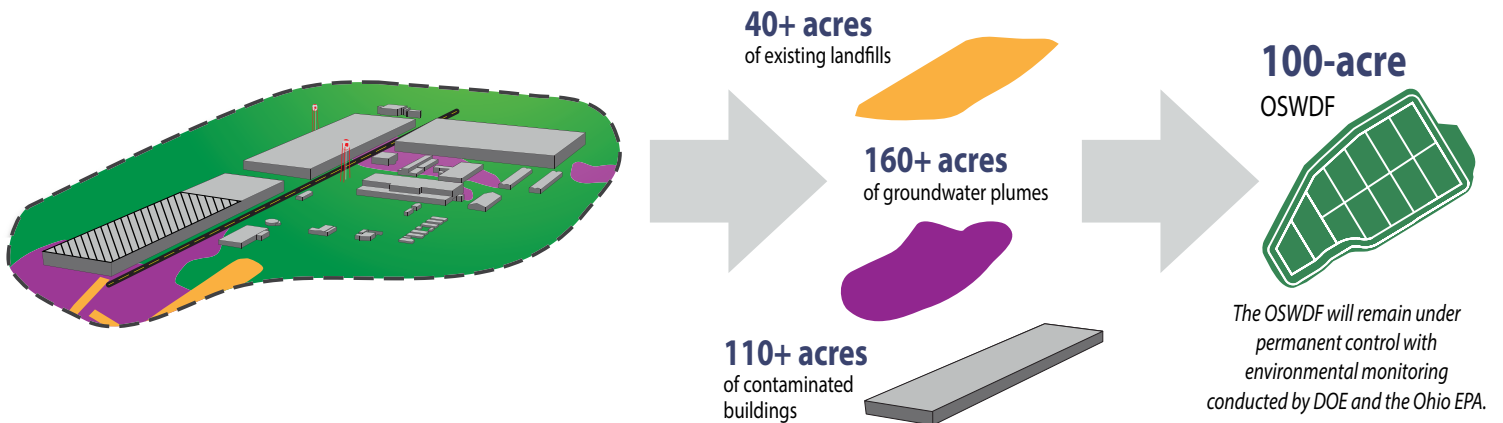 40+ acres
of existing landfills
160+ acres
of groundwater plumes
110+ acres
of contaminated
buildings
100-acre
OSWDF
The OSWDF will remain under
permanent control with
environmental monitoring
conducted by DOE and the Ohio EPA.